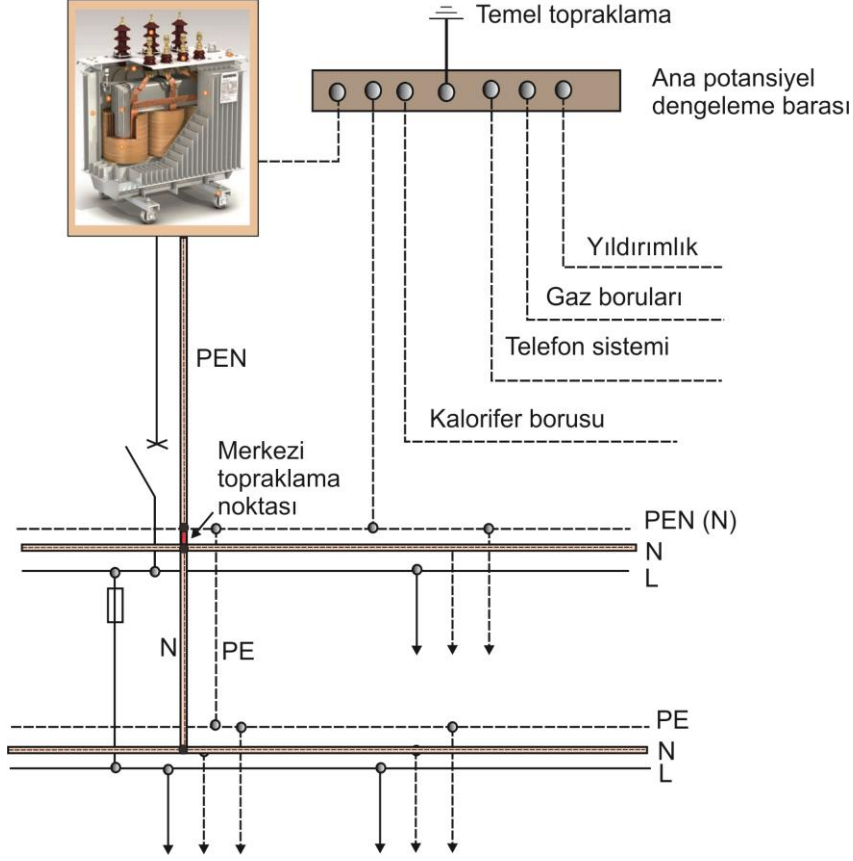 Temel topraklama
Ana potansiyel
dengeleme barası
Yıldırımlık
Gaz boruları
Telefon sistemi
Kalorifer borusu
PEN
Merkezi
topraklama
noktası
PEN (N)
N
L
N
PE
PE
N
L